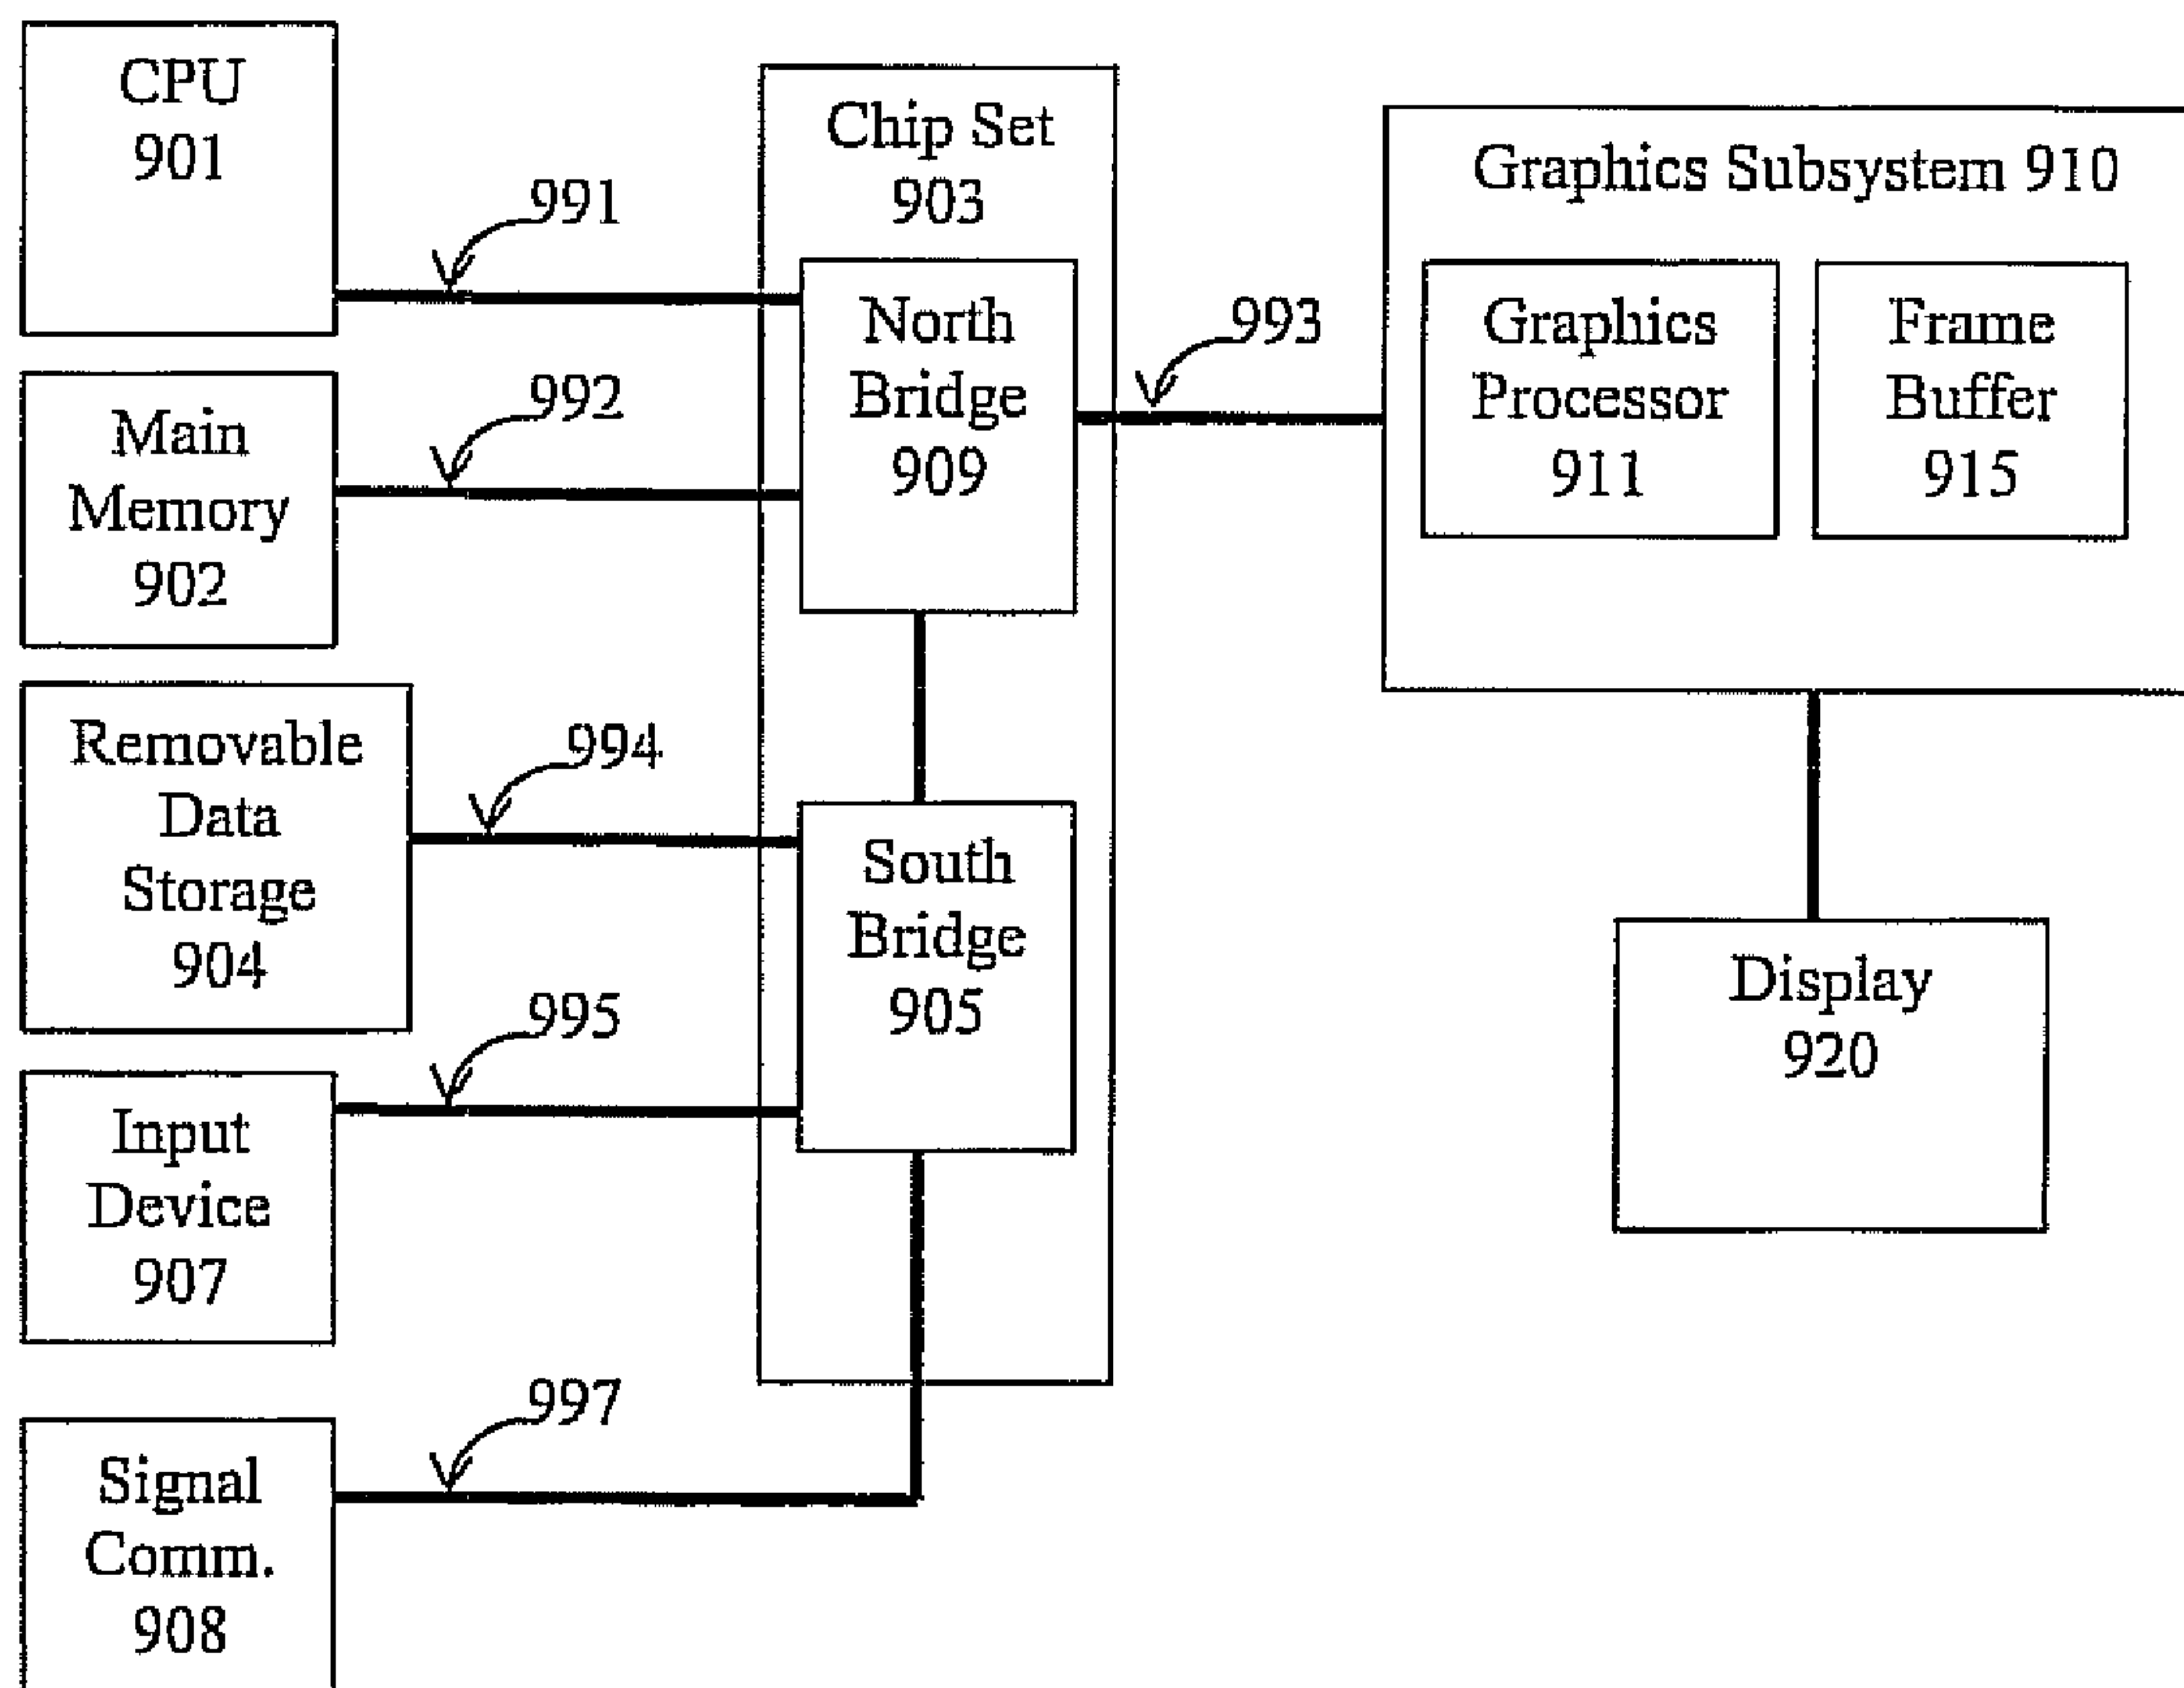 CPU
901
991
Main
Memory
902
992
Removable
Data
Storage
904
994
Input
Device
907
995
Signal
Comm.
908
997
Chip Set
903
North
Bridge
909
South
Bridge
905
993
Graphics Subsystem 910
Graphics
Processor
911
Frame
Buffer
915
Display
920